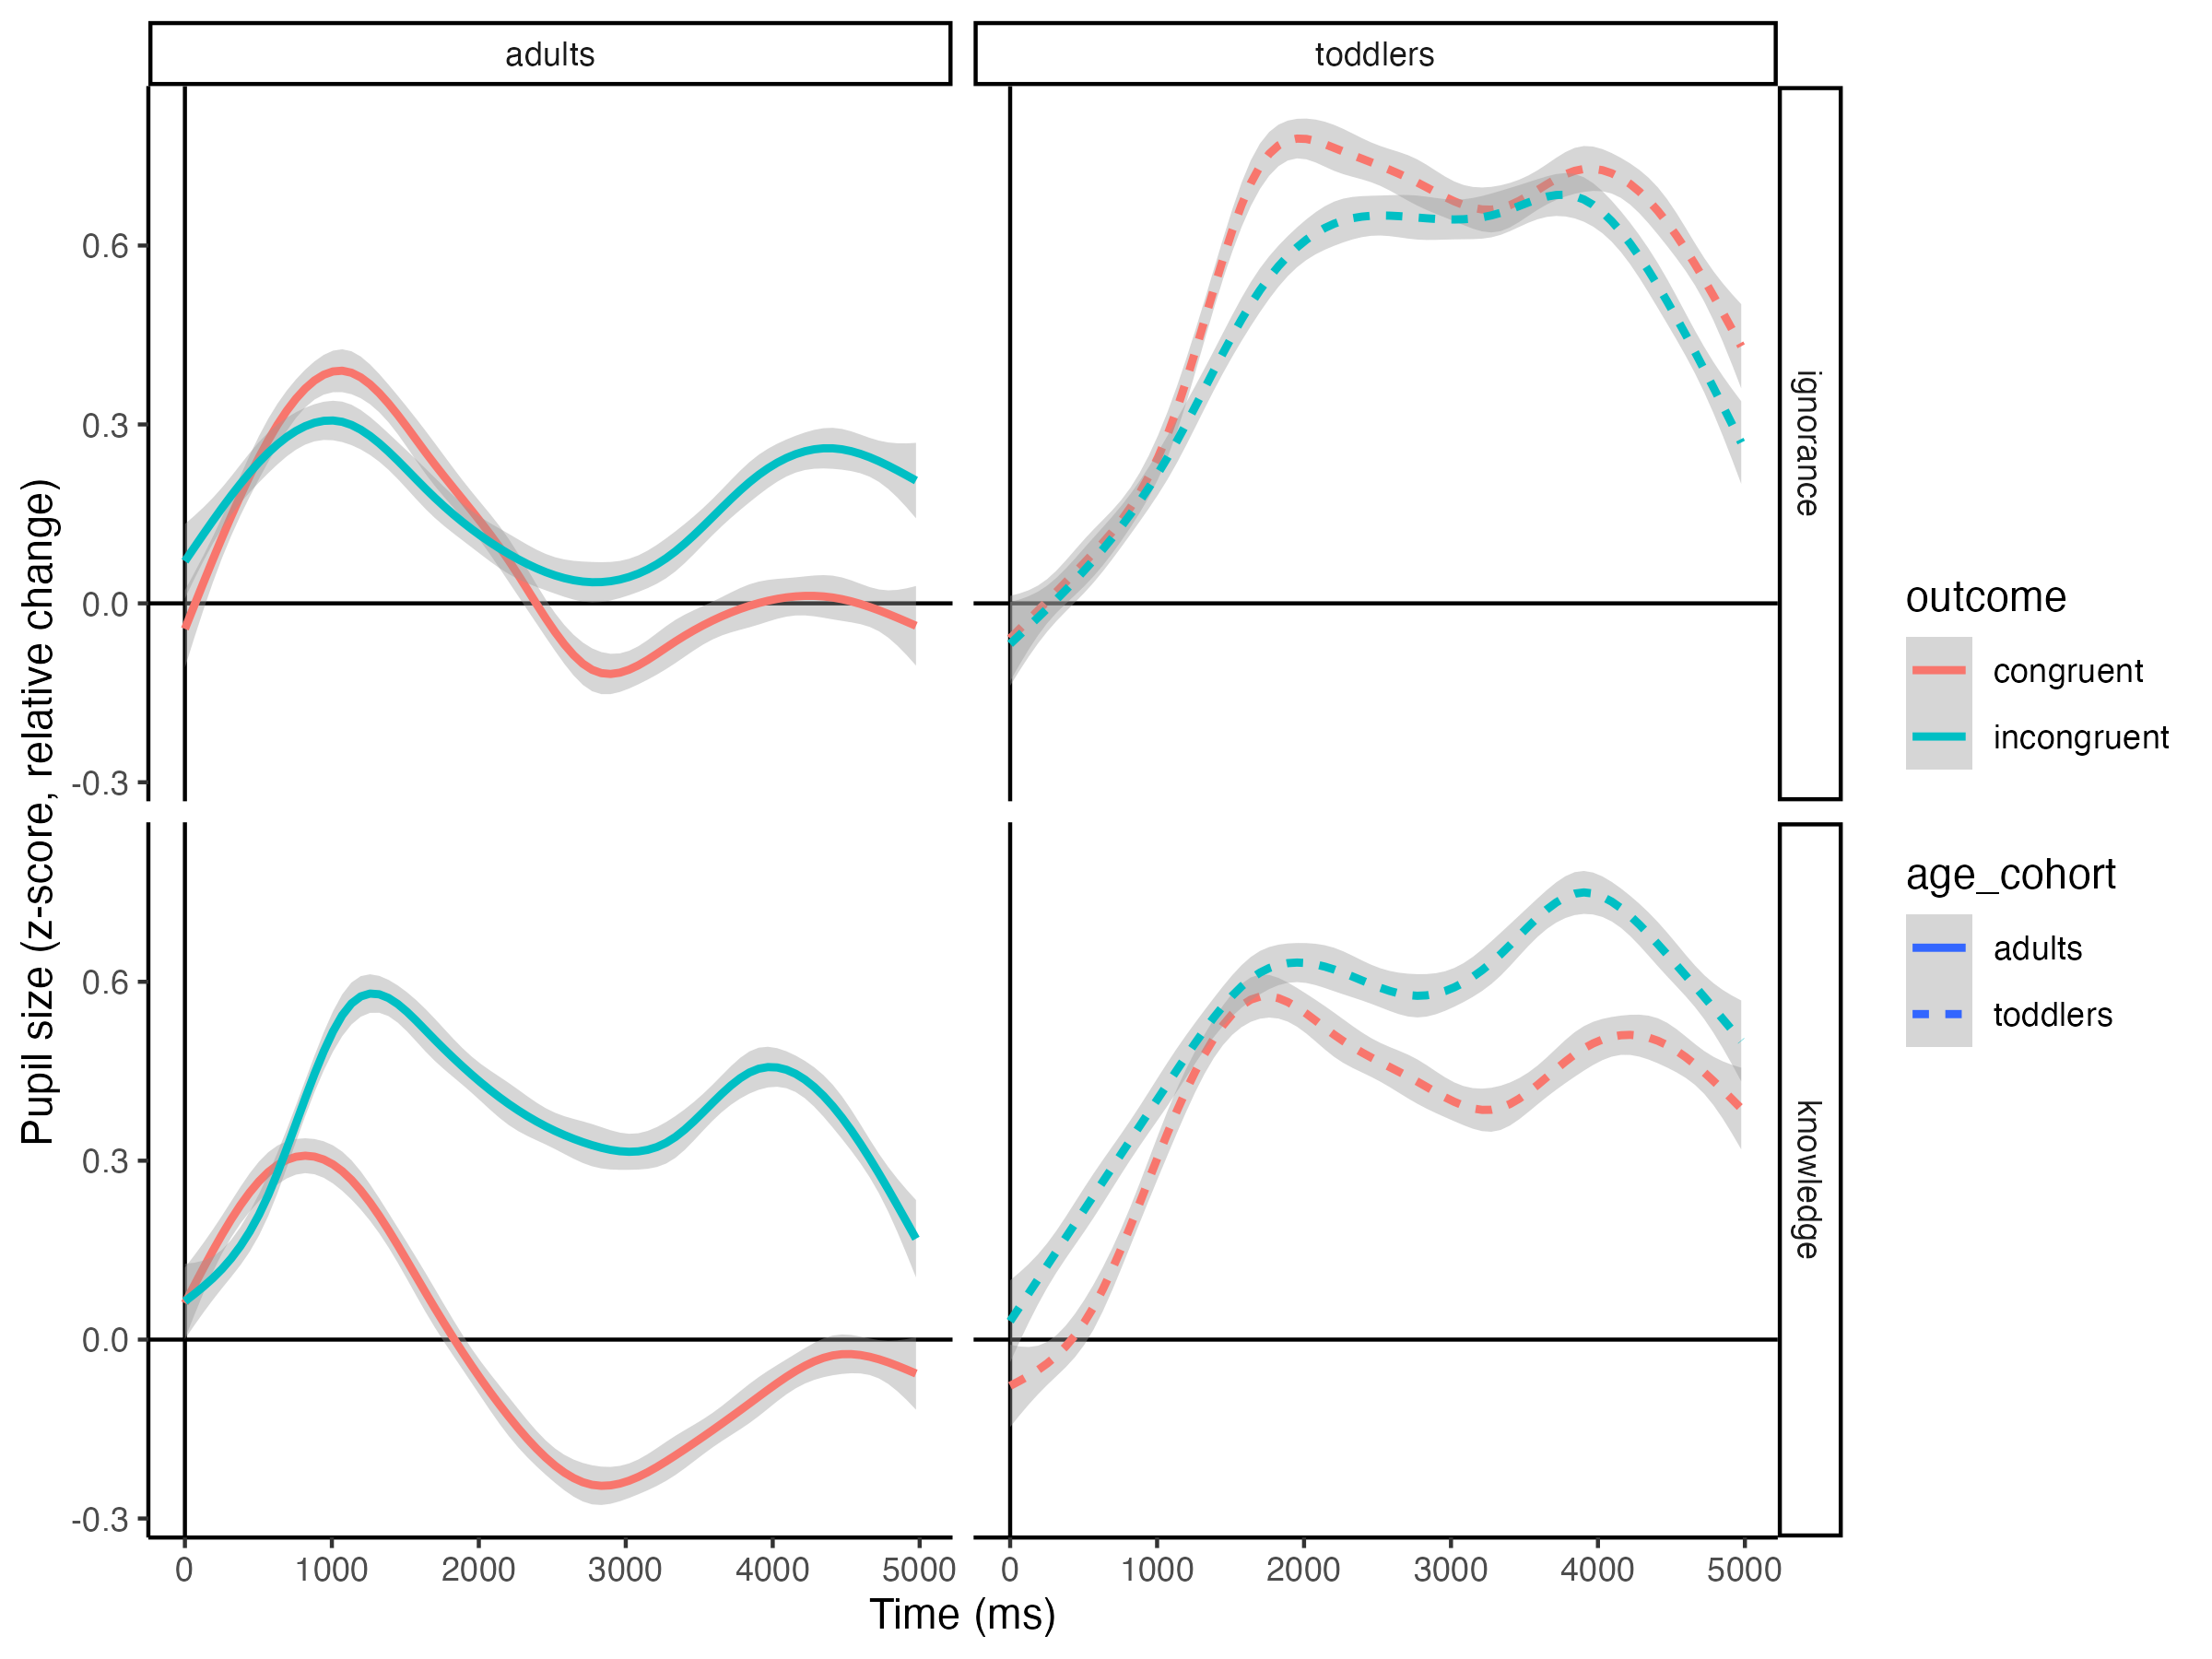 adults
toddlers
ignorance
knowledge
Pupil size (z-score, relative change)
0.6
0.3
0.0
-0.3
0.6
0.3
0.0
-0.3
0 1000 2000 3000 4000 5000
0 1000 2000 3000 4000 5000
Time (ms)
outcome
congruent
incongruent
age_cohort
adults
toddlers